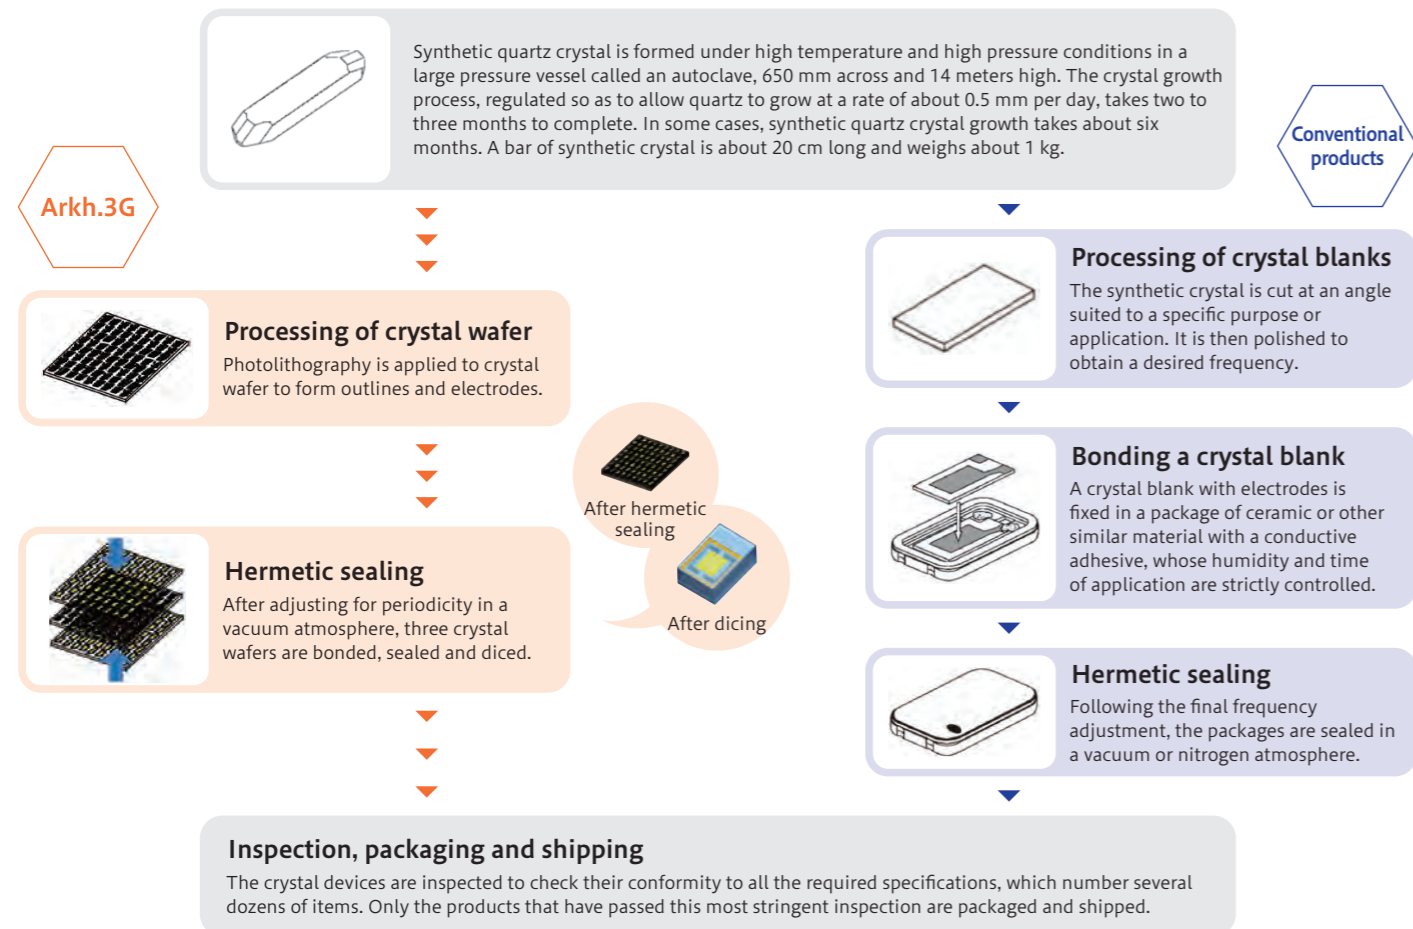 Synthetic quartz crystal is formed under high temperature and high pressure conditions in a
large pressure vessel called an autoclave, 650 mm across and 14 meters high. The crystal growth
process, regulated so as to allow quartz to grow at a rate of about 0.5 mm per day, takes two to
three months to complete. In some cases, synthetic quartz crystal growth takes about six
months. A bar of synthetic crystal is about 20 cm long and weighs about 1 kg.
Arkh.3G
Processing of crystal wafer
Photolithography is applied to crystal
wafer to form outlines and electrodes.
Hermetic sealing
After adjusting for periodicity in a
vacuum atmosphere, three crystal
wafers are bonded, sealed and diced.
After hermetic
sealing
After dicing
Conventional
products
Processing of crystal blanks
The synthetic crystal is cut at an angle
suited to a specific purpose or
application. It is then polished to
obtain a desired frequency.
Bonding a crystal blank
A crystal blank with electrodes is
fixed in a package of ceramic or other
similar material with a conductive
adhesive, whose humidity and time
of application are strictly controlled.
Hermetic sealing
Following the final frequency
adjustment, the packages are sealed in
a vacuum or nitrogen atmosphere.
Inspection, packaging and shipping
The crystal devices are inspected to check their conformity to all the required specifications, which number several
dozens of items. Only the products that have passed this most stringent inspection are packaged and shipped.